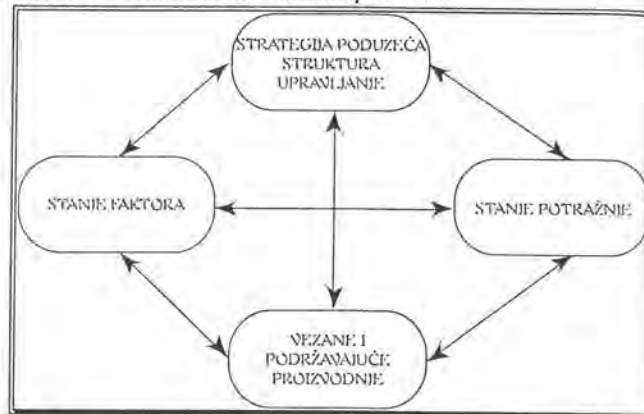 STRATEGIJA PODUZEĆA
STRUKTURA
UPRAVLJANJE
STANJE FAKTORA
STANJE POTRAŽNJE
VEZANE I
PODRŽAVAJUĆE
PROIZVODNJE